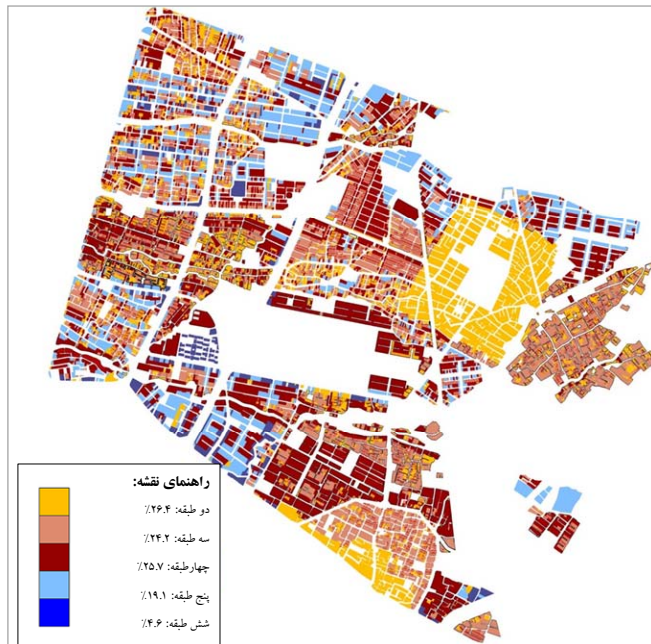 راهنمای نقشه:
دو طبقه: ۲۶.۴٪
سه طبقه: ۲۴.۲٪
چهارطبقه: ۲۵.۷٪
پنج طبقه: ۱۹.۱٪
شش طبقه: ۴.۶٪